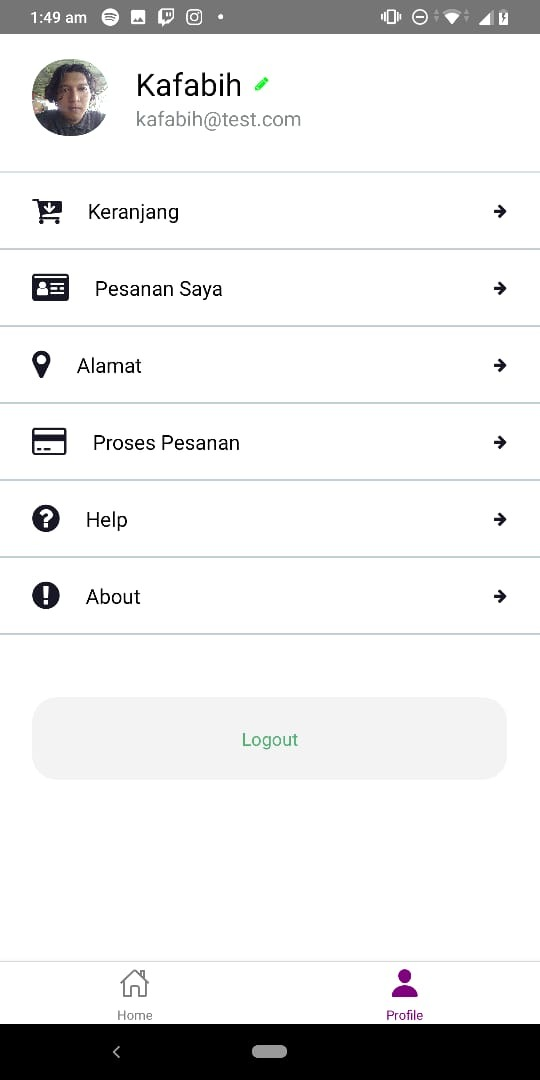 1:49 am
Kafabih
kafabih@test.com
Keranjang
Pesanan Saya
Alamat
Proses Pesanan
Help
About
Logout
Home
Profile